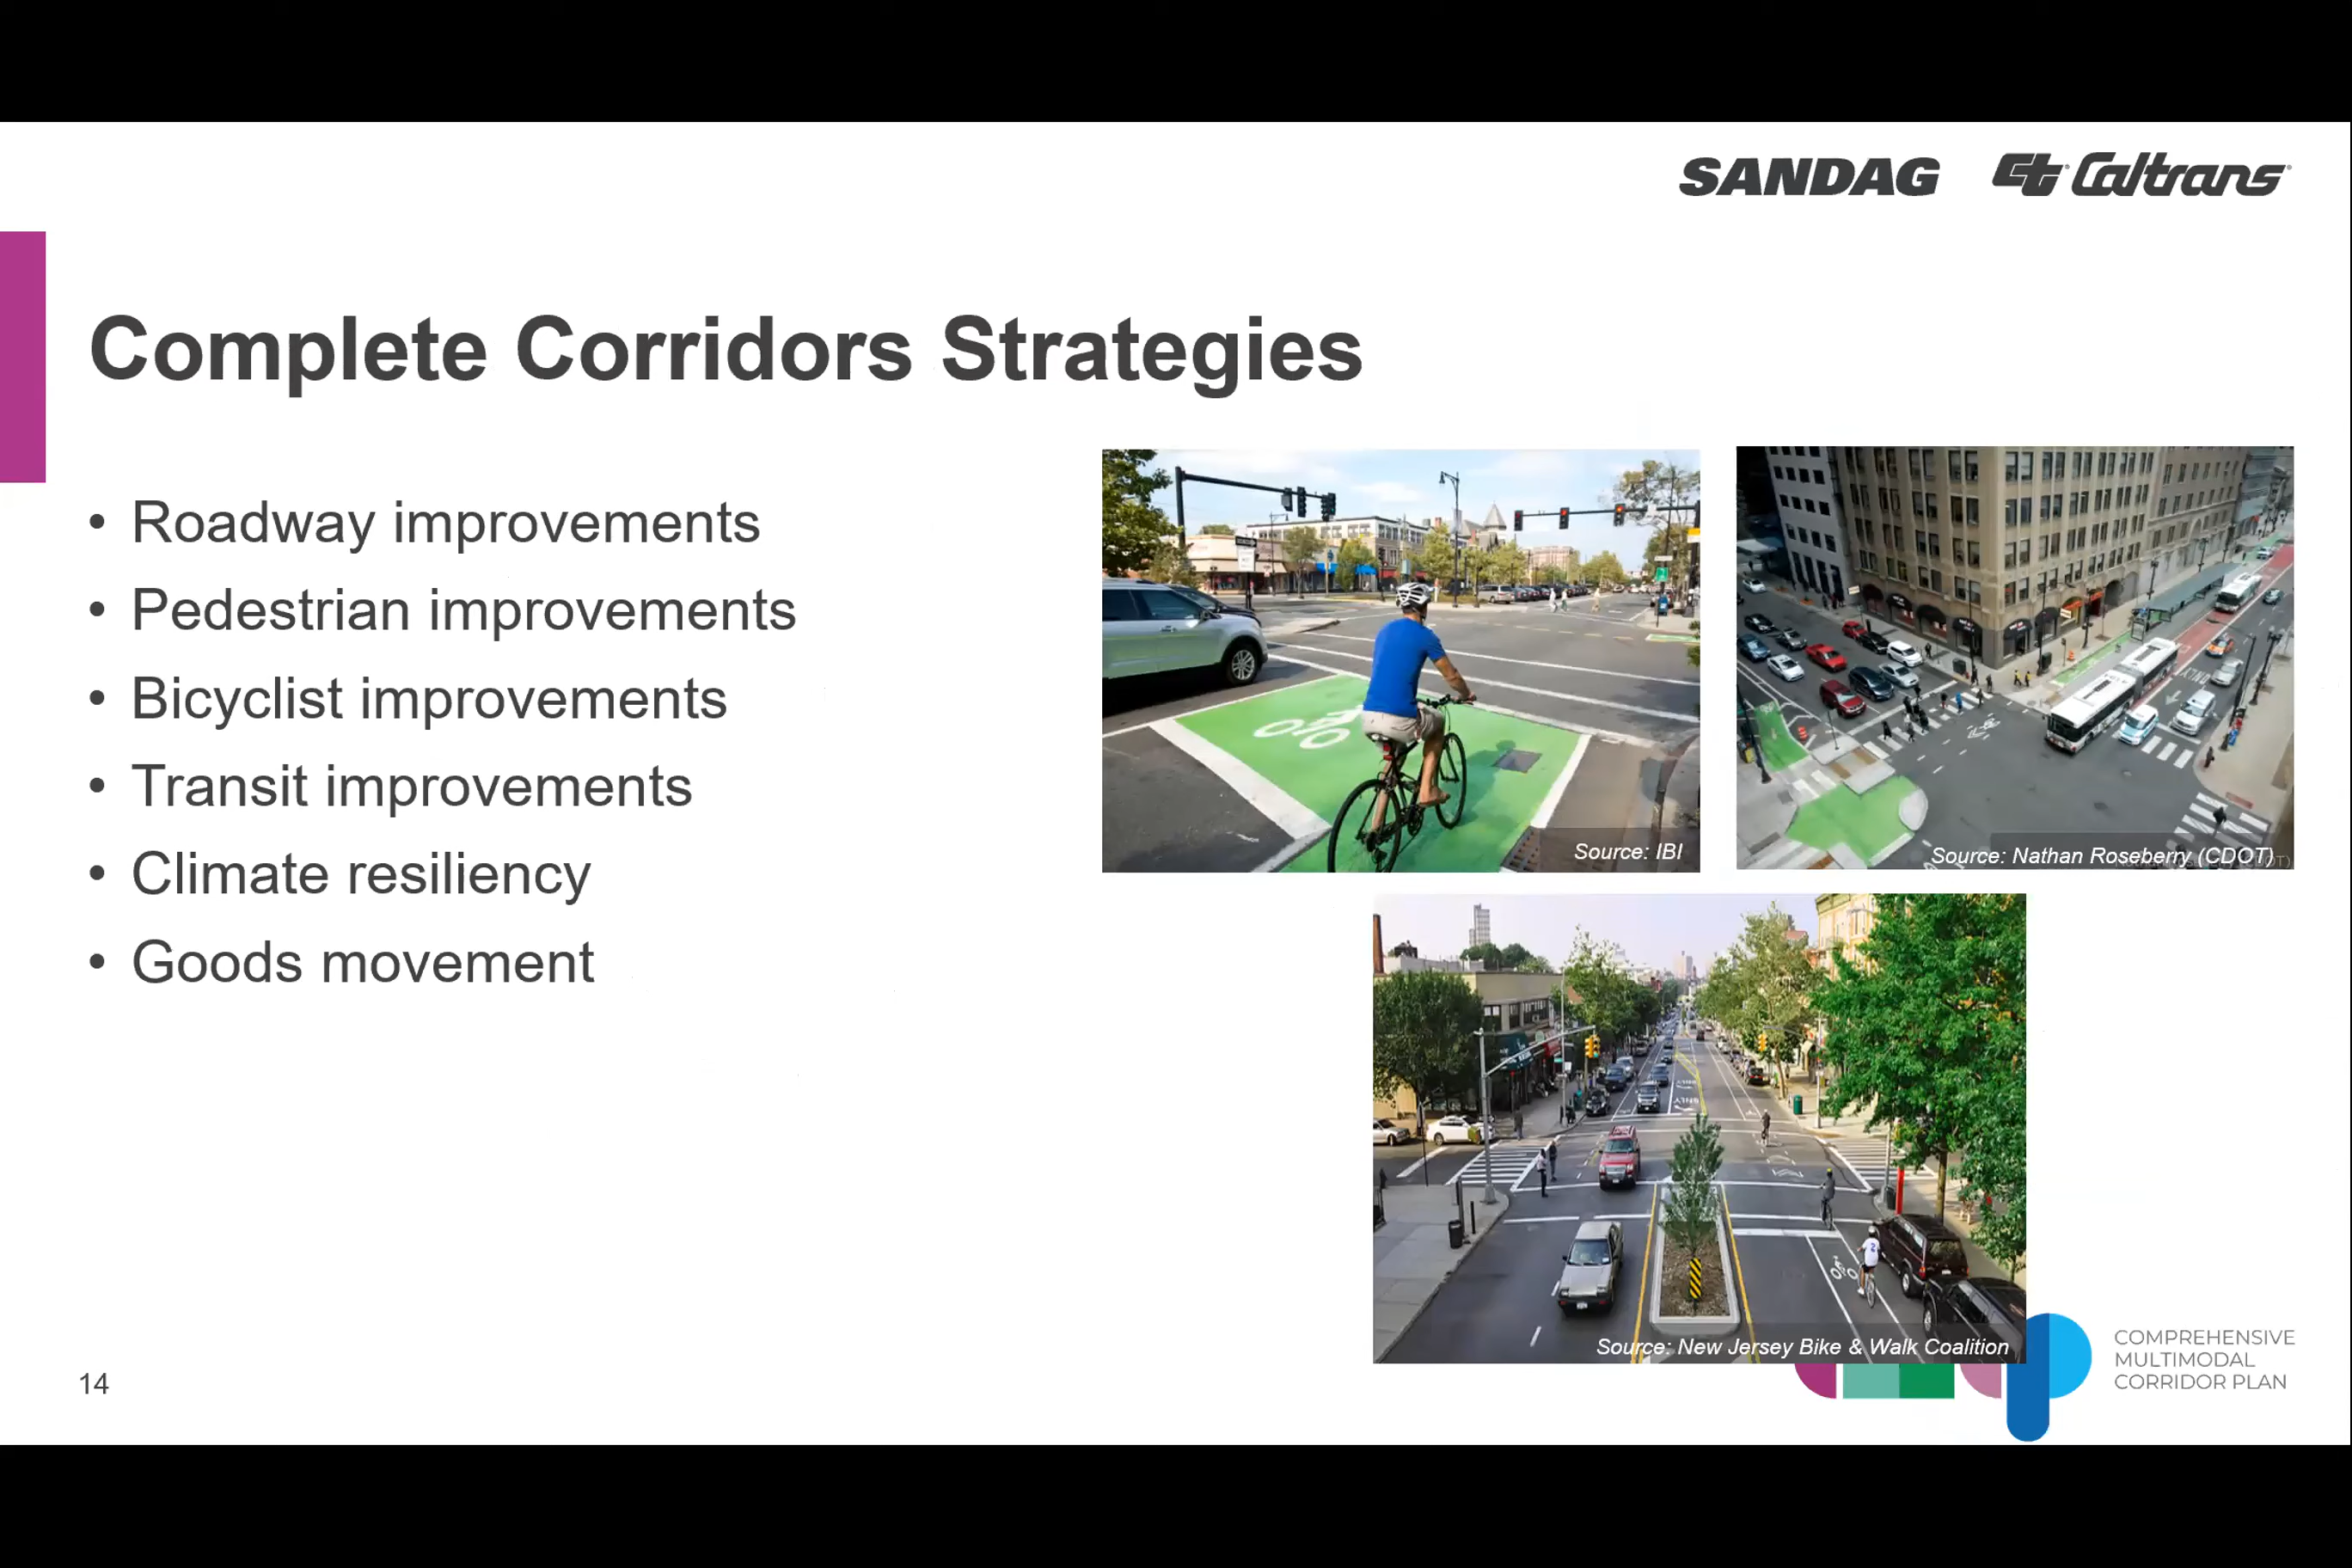 SANDAG
Caltrans
Complete Corridors Strategies
• Roadway improvements
• Pedestrian improvements
• Bicyclist improvements
• Transit improvements
• Climate resiliency
• Goods movement
Source: IBI
Source: Nathan Roseberry (CDOT)
Source: New Jersey Bike & Walk Coalition
14
COMPREHENSIVE
MULTIMODAL
CORRIDOR PLAN